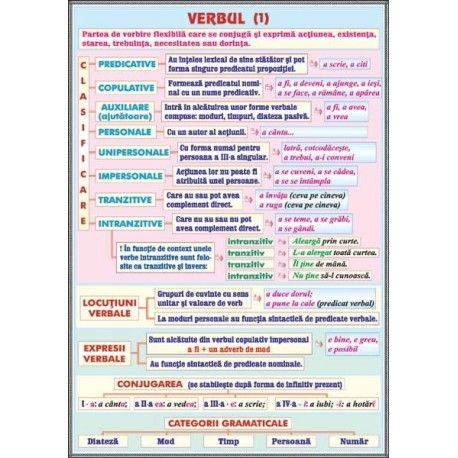 VERBUL (1)
Partea de vorbire flexibilă care se conjugă și exprimă acțiunea, existența,
starea, trebuința, necesitatea sau dorința.
CLASIFICARE
PREDICATIVE
Au înțeles lexical de sine stătător și pot
forma singure predicatul propoziției.
a scrie, a citi
COPULATIVE
Formează predicatul nomi-
nal cu un nume predicativ.
a fi, a deveni, a ajunge, a ieși,
a se face, a rămâne, a apărea
AUXILIARE
(ajutătoare)
Intră în alcătuirea unor forme verbale
compuse: moduri, timpuri, diateza pasivă.
a fi, a avea,
a vrea
PERSONALE
Cu un autor al acțiunii.
a cânta...
UNIPERSONALE
Cu forma numai pentru
persoana a III-a singular.
latră, cotcodăcește,
a trebui, a-i conveni
IMPERSONALE
Acțiunea lor nu poate fi
atribuită unei persoane.
a se cuveni, a se cădea,
a se se întâmpla
TRANZITIVE
Care au sau pot avea
complement direct.
a învăța (ceva pe cineva)
a ruga (ceva pe cineva)
INTRANZITIVE
Care nu au sau nu pot
avea complement direct.
a se teme, a se grăbi,
a se gândi.
! În funcție de context unele
verbe intranzitive sunt folo-
site ca tranzitive și invers:
intranzitiv
Aleargă prin curte.
tranzitiv
L-a alergat toată curtea.
intranzitiv
Îl ține de mână.
tranzitiv
Nu ține să-l cunoască.
LOCUȚIUNI
VERBALE
Grupuri de cuvinte cu sens
unitar și valoare de verb
a duce dorul;
a pune la cale (predicat verbal)
La moduri personale au funcția sintactică de predicate verbale.
EXPRESII
VERBALE
Sunt alcătuite din verbul copulativ impersonal
a fi + un adverb de mod
e bine, e greu,
e posibil
Au funcție sintactică de predicate nominale.
CONJUGAREA (se stabilește după forma de infinitiv prezent)
I - a: a cânta;
a II-a ea: a vedea;
a III-a - e: a scrie;
a IV-a - i: a iubi; -î: a hotărî
CATEGORII GRAMATICALE
Diateză
Mod
Timp
Persoană
Număr